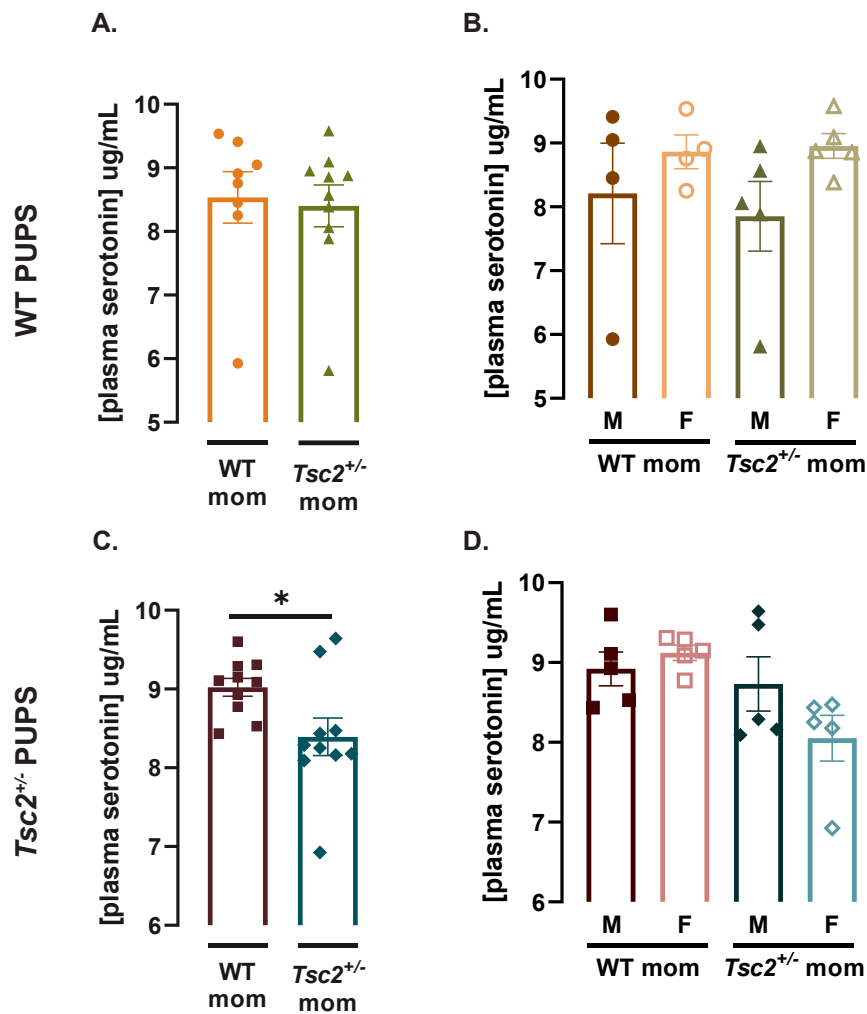 A.
B.
WT PUPS
[plasma serotonin] ug/mL
10
9
8
7
6
5
WT
mom
Tsc2+/-
mom
[plasma serotonin] ug/mL
10
9
8
7
6
5
M
F
M
F
WT mom
Tsc2+/- mom
C.
D.
Tsc2+/- PUPS
[plasma serotonin] ug/mL
10
9
8
7
6
*
WT
mom
Tsc2+/-
mom
[plasma serotonin] ug/mL
10
9
8
7
6
M
F
M
F
WT mom
Tsc2+/- mom